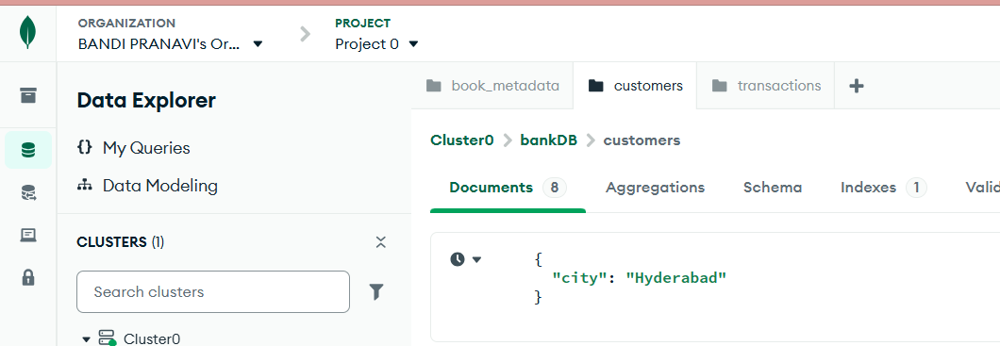 ORGANIZATION
BANDI PRANAVI's Or...
PROJECT
Project 0
Data Explorer
My Queries
Data Modeling
CLUSTERS (1)
Search clusters
Cluster0
book_metadata
customers
transactions
Cluster0 > bankDB > customers
Documents 8 Aggregations Schema Indexes 1 Valid
{
"city": "Hyderabad"
}